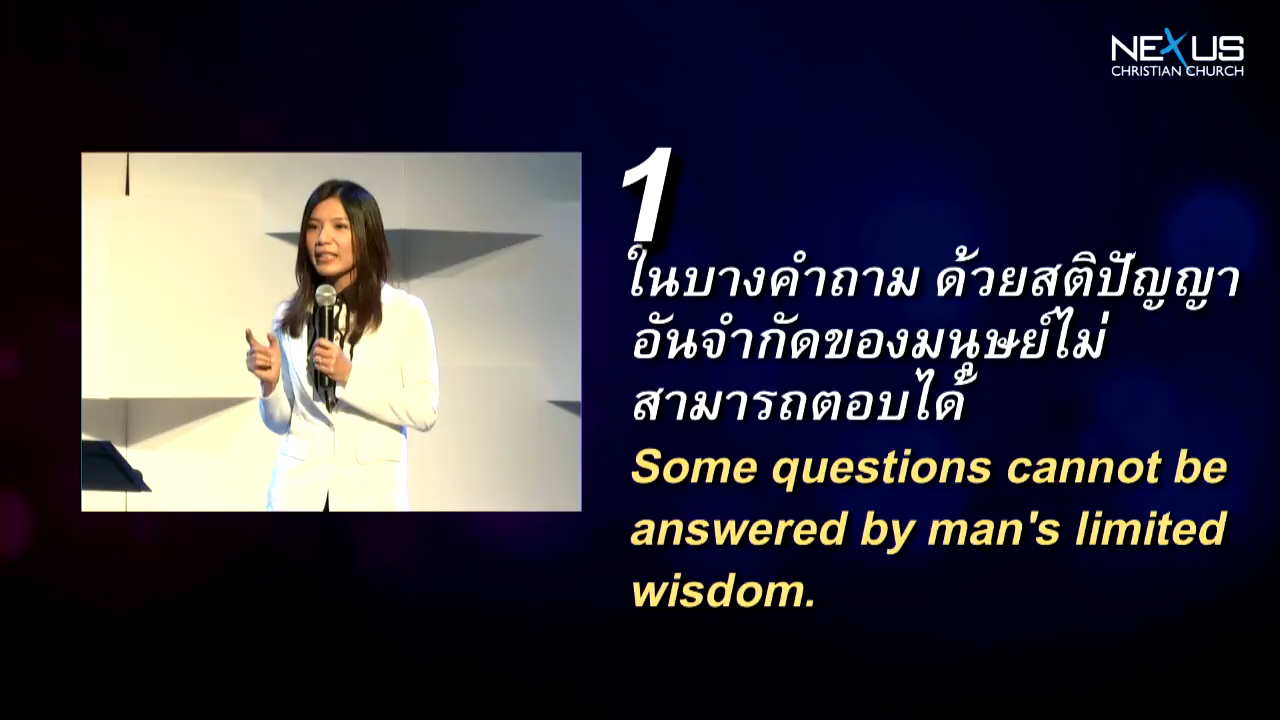 NEXUS
CHRISTIAN CHURCH
1
ในบางคำถาม ด้วยสติปัญญา
อันจำกัดของมนุษย์ไม่
สามารถตอบได้
Some questions cannot be
answered by man's limited
wisdom.